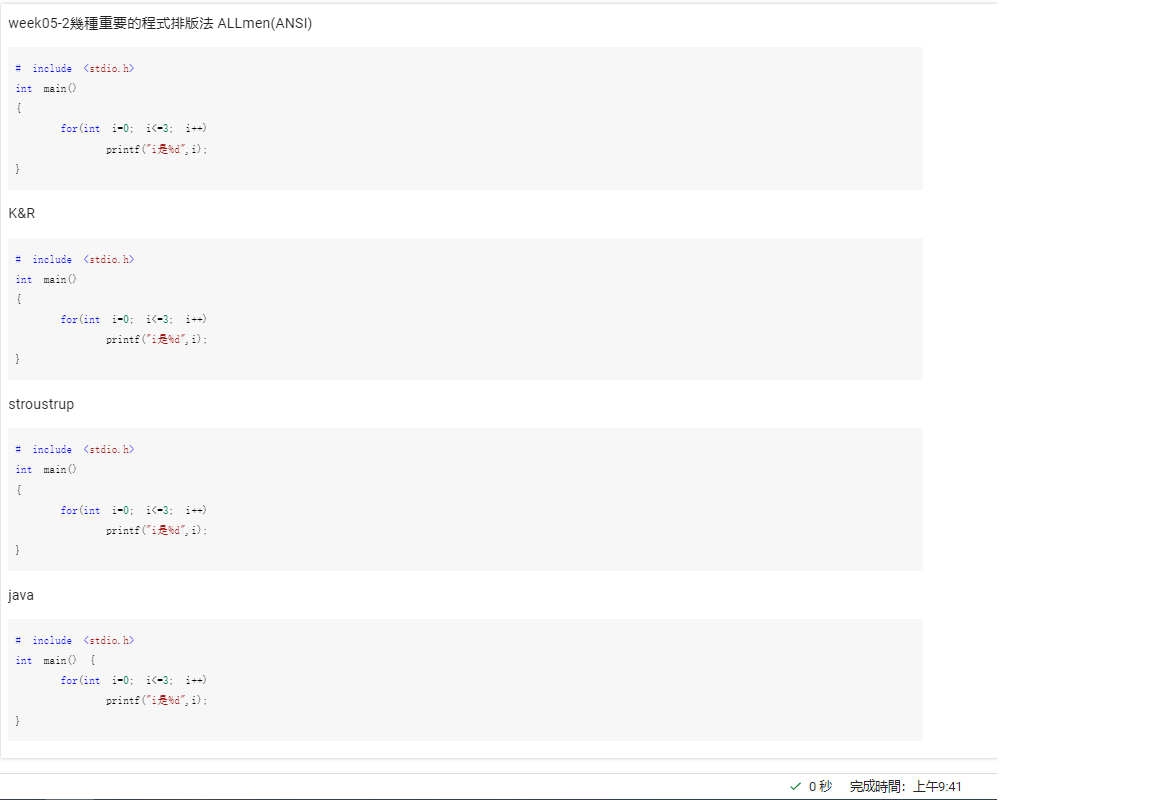 week05-2幾種重要的程式排版法 ALLmen(ANSI)
# include <stdio.h>
int main()
{
for(int i=0; i<=3; i++)
printf("i是%d",i);
}
K&R
# include <stdio.h>
int main()
{
for(int i=0; i<=3; i++)
printf("i是%d",i);
}
stroustrup
# include <stdio.h>
int main()
{
for(int i=0; i<=3; i++)
printf("i是%d",i);
}
java
# include <stdio.h>
int main() {
for(int i=0; i<=3; i++)
printf("i是%d",i);
}
✓ 0 秒 完成時間：上午9:41